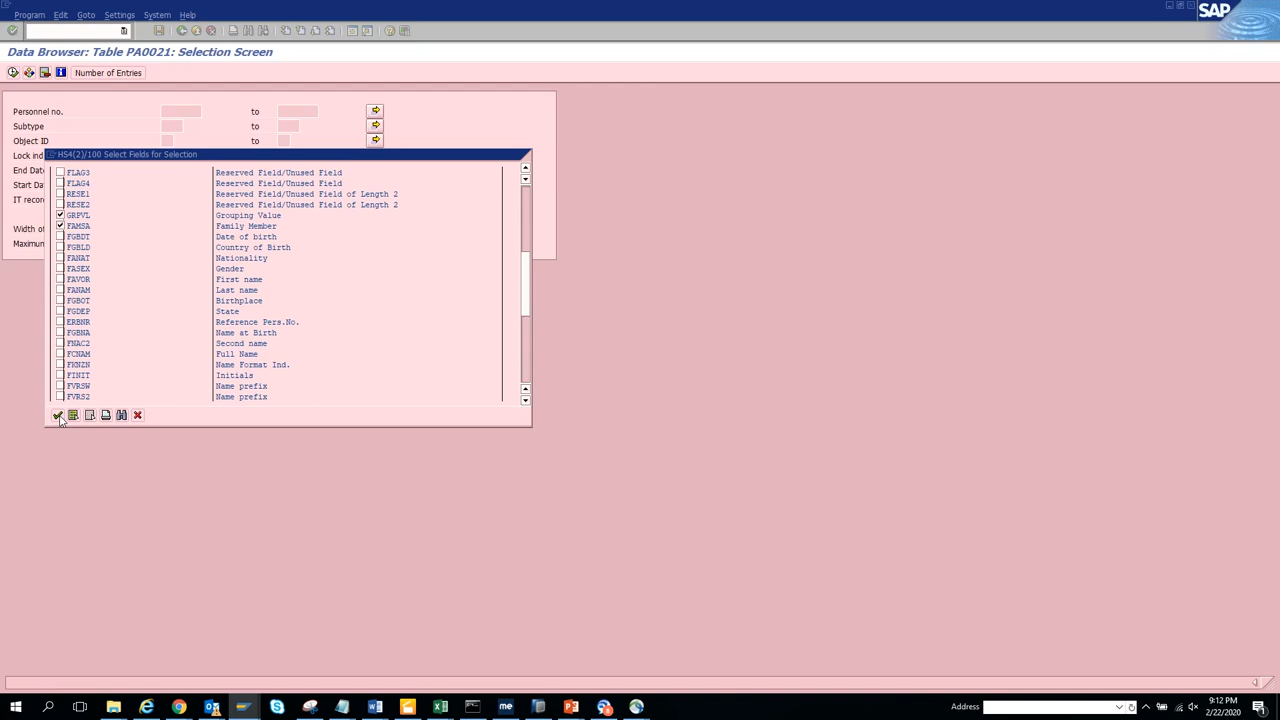 Program Edit Goto Settings System Help
SAP
Data Browser: Table PA0021: Selection Screen
Number of Entries
Personnel no. to
Subtype to
Object ID to
Lock ind
End Date
Start Da
IT recor
Width of
Maximun
HS4(2)/100 Select Fields for Selection
FLAG3 Reserved Field/Unused Field
FLAG4 Reserved Field/Unused Field
RESE1 Reserved Field/Unused Field of Length 2
RESE2 Reserved Field/Unused Field of Length 2
GRPVL Grouping Value
FAMSA Family Member
FGBDT Date of birth
FGBLD Country of Birth
FANAT Nationality
FASEX Gender
FAVOR First name
FANAM Last name
FGBOT Birthplace
FGDEP State
ERBNR Reference Pers.No.
FGBNA Name at Birth
FNAC2 Second name
FCNAM Full Name
FKNZN Name Format Ind.
FINIT Initials
FVRSW Name prefix
FVRS2 Name prefix
me
Address
9:12 PM
2/22/2020